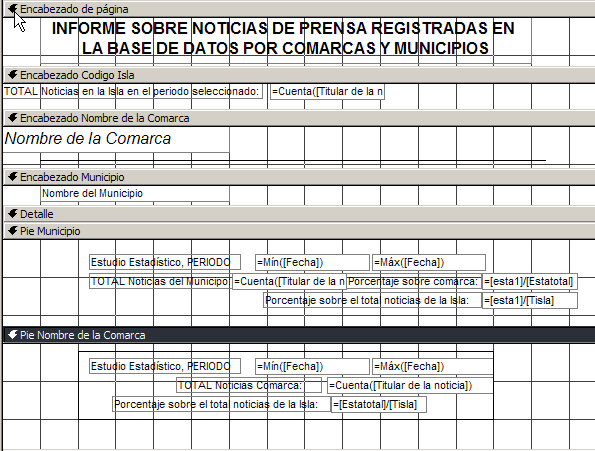 Encabezado de página
INFORME SOBRE NOTICIAS DE PRENSA REGISTRADAS EN
LA BASE DE DATOS POR COMARCAS Y MUNICIPIOS
Encabezado Codigo Isla
TOTAL Noticias en la Isla en el periodo seleccionado: =Cuenta([Titular de la n
Encabezado Nombre de la Comarca
Nombre de la Comarca
Encabezado Municipio
Nombre del Municipio
Detalle
Pie Municipio
Estudio Estadístico, PERIODO =Mín([Fecha]) =Máx([Fecha])
TOTAL Noticias del Municipo: =Cuenta([Titular de la n Porcentaje sobre comarca: =[esta1]/[Estatotal]
Porcentaje sobre el total noticias de la Isla: =[esta1]/[Tisla]
Pie Nombre de la Comarca
Estudio Estadístico, PERIODO =Mín([Fecha]) =Máx([Fecha])
TOTAL Noticias Comarca: =Cuenta([Titular de la noticia])
Porcentaje sobre el total noticias de la Isla: =[Estatotal]/[Tisla]